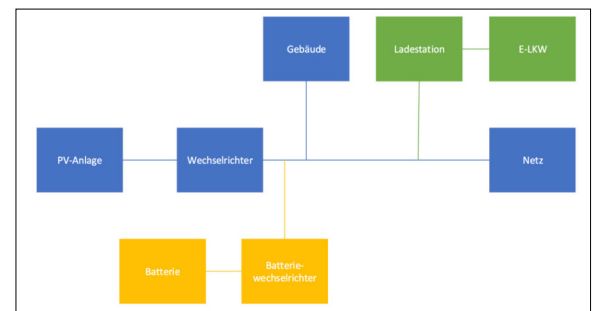 Gebäude
Ladestation
E-LKW
PV-Anlage
Wechselrichter
Netz
Batterie
Batterie-
wechselrichter